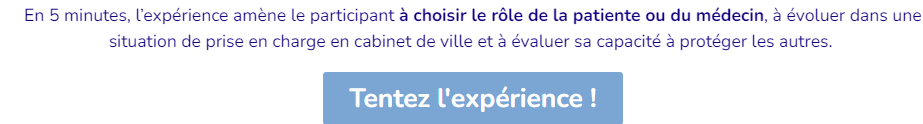 En 5 minutes, l'expérience amène le participant à choisir le rôle de la patiente ou du médecin, à évoluer dans une
situation de prise en charge en cabinet de ville et à évaluer sa capacité à protéger les autres.
Tentez l'expérience !